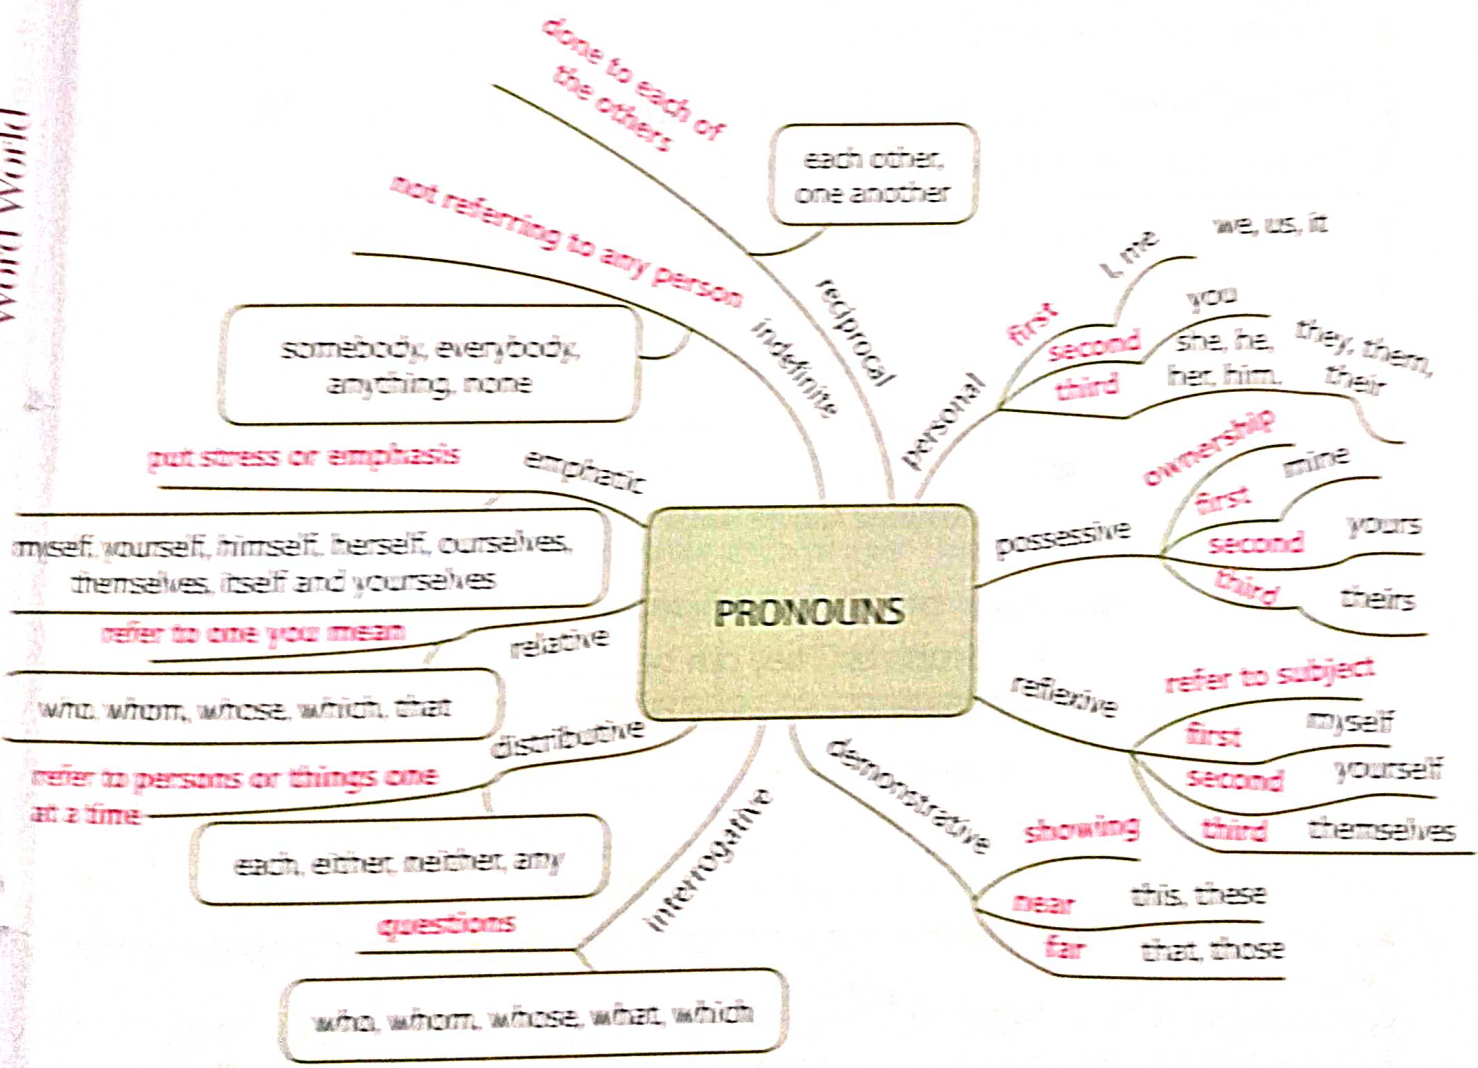 Word World
done to each of
the others
each other,
one another
reciprocal
not referring to any person
indefinite
somebody, everybody,
anything, none
personal
first
I, me
we, us, it
second
you
third
she, he,
her, him,
they, them,
their
put stress or emphasis
emphatic
myself, yourself, himself, herself, ourselves,
themselves, itself and yourselves
PRONOUNS
possessive
ownership
first
mine
second
yours
third
theirs
refer to one you mean
relative
who, whom, whose, which, that
reflexive
refer to subject
first
myself
second
yourself
third
themselves
distributive
refer to persons or things one
at a time
each, either, neither, any
demonstrative
showing
near
this, these
far
that, those
interrogative
questions
who, whom, whose, what, which